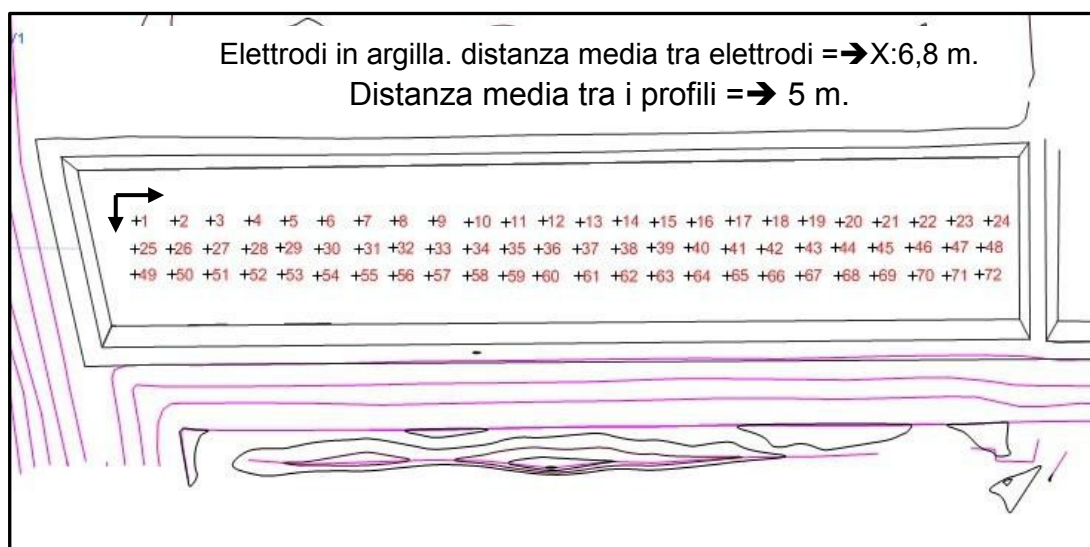 Elettrodi in argilla. distanza media tra elettrodi =➔X:6,8 m.
Distanza media tra i profili =➔ 5 m.
+1 +2 +3 +4 +5 +6 +7 +8 +9 +10 +11 +12 +13 +14 +15 +16 +17 +18 +19 +20 +21 +22 +23 +24
+25 +26 +27 +28 +29 +30 +31 +32 +33 +34 +35 +36 +37 +38 +39 +40 +41 +42 +43 +44 +45 +46 +47 +48
+49 +50 +51 +52 +53 +54 +55 +56 +57 +58 +59 +60 +61 +62 +63 +64 +65 +66 +67 +68 +69 +70 +71 +72